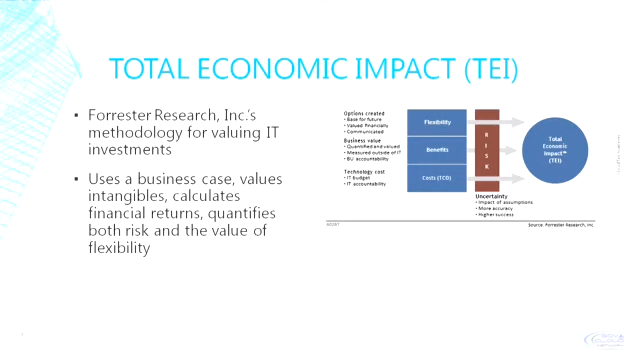 TOTAL ECONOMIC IMPACT (TEI)
▪ Forrester Research, Inc.'s
methodology for valuing IT
investments
▪ Uses a business case, values
intangibles, calculates
financial returns, quantifies
both risk and the value of
flexibility
Options created
• Base for future
• Valued financially
• Communicated
Business value
• Quantified and valued
• Measured outside of IT
• BU accountability
Technology cost
• IT budget
• IT accountability
Flexibility
Benefits
Costs (TCO)
R
I
S
K
Total
Economic
Impact™
(TEI)
Uncertainty
• Impact of assumptions
• More accuracy
• Higher success
Source: Forrester Research, Inc.